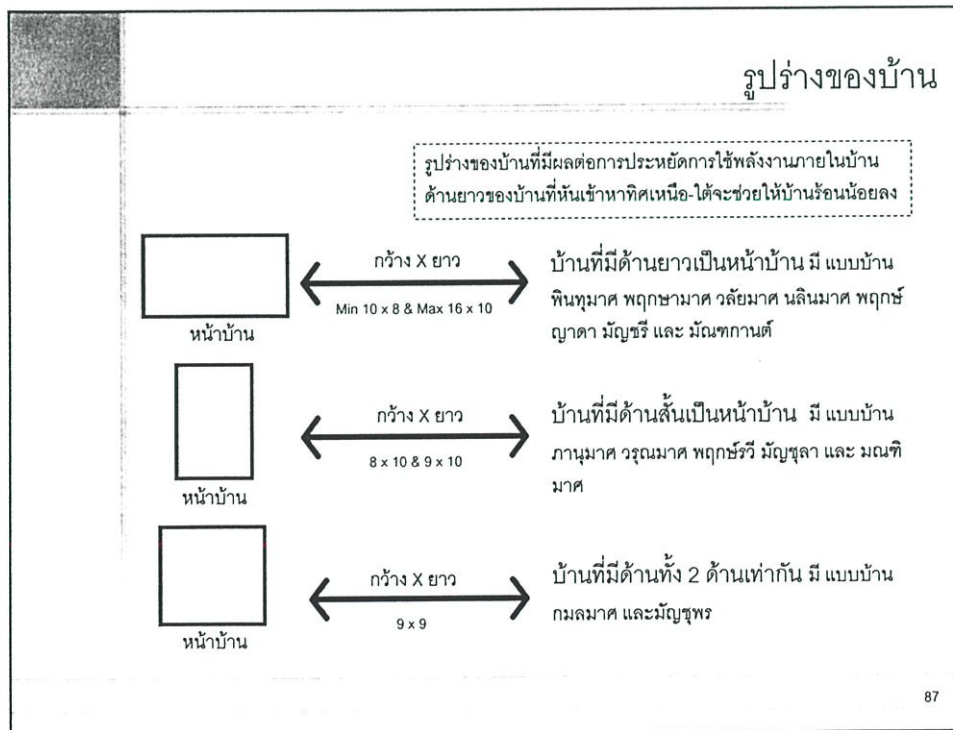 รูปร่างของบ้าน
รูปร่างของบ้านที่มีผลต่อการประหยัดการใช้พลังงานภายในบ้าน
ด้านยาวของบ้านที่หันเข้าหาทิศเหนือ-ใต้จะช่วยให้บ้านร้อนน้อยลง
หน้าบ้าน
กว้าง X ยาว
Min 10 x 8 & Max 16 x 10
บ้านที่มีด้านยาวเป็นหน้าบ้าน มี แบบบ้าน
พินทุมาศ พฤกษามาศ วลัยมาศ นลินมาศ พฤกษ์
ญาดา มัญชรี และ มัณฑกานต์
หน้าบ้าน
กว้าง X ยาว
8 x 10 & 9 x 10
บ้านที่มีด้านสั้นเป็นหน้าบ้าน มี แบบบ้าน
ภานุมาศ วรุณมาศ พฤกษ์รวี มัญชุลา และ มณฑิ
มาศ
หน้าบ้าน
กว้าง X ยาว
9 x 9
บ้านที่มีด้านทั้ง 2 ด้านเท่ากัน มี แบบบ้าน
กมลมาศ และมัญชุพร
87